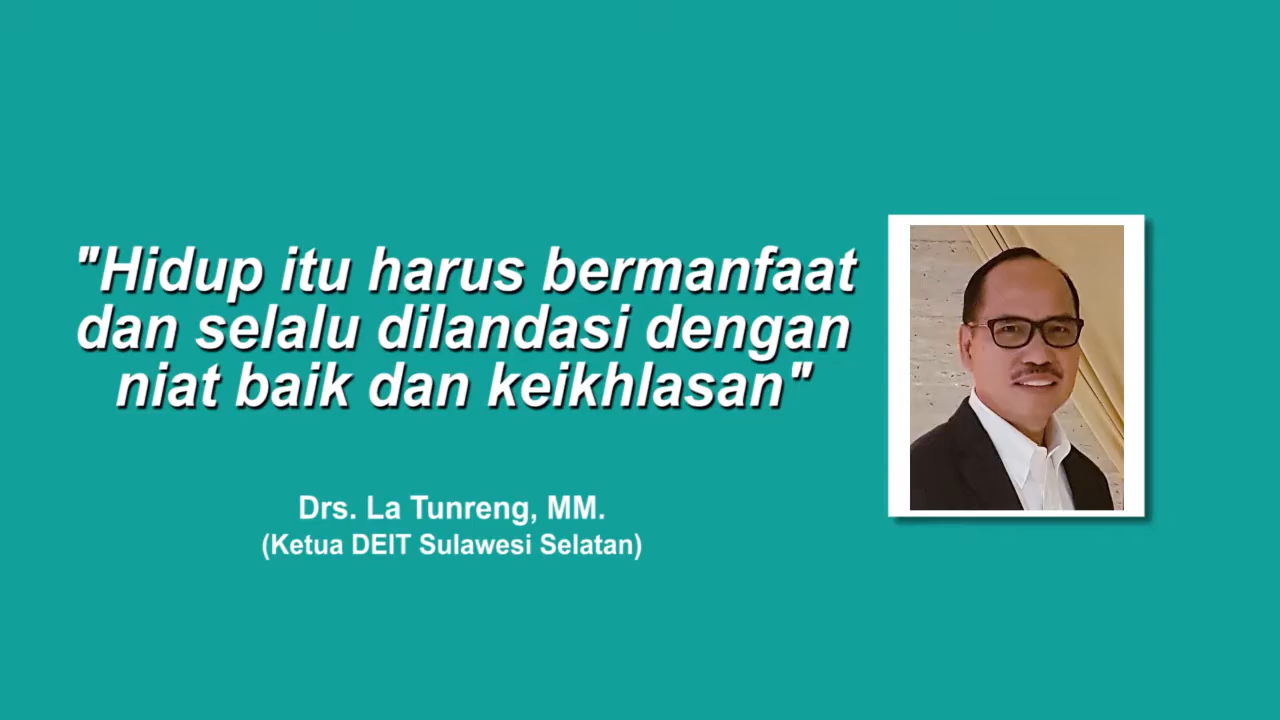 "Hidup itu harus bermanfaat
dan selalu dilandasi dengan
niat baik dan keikhlasan"
Drs. La Tunreng, MM.
(Ketua DEIT Sulawesi Selatan)